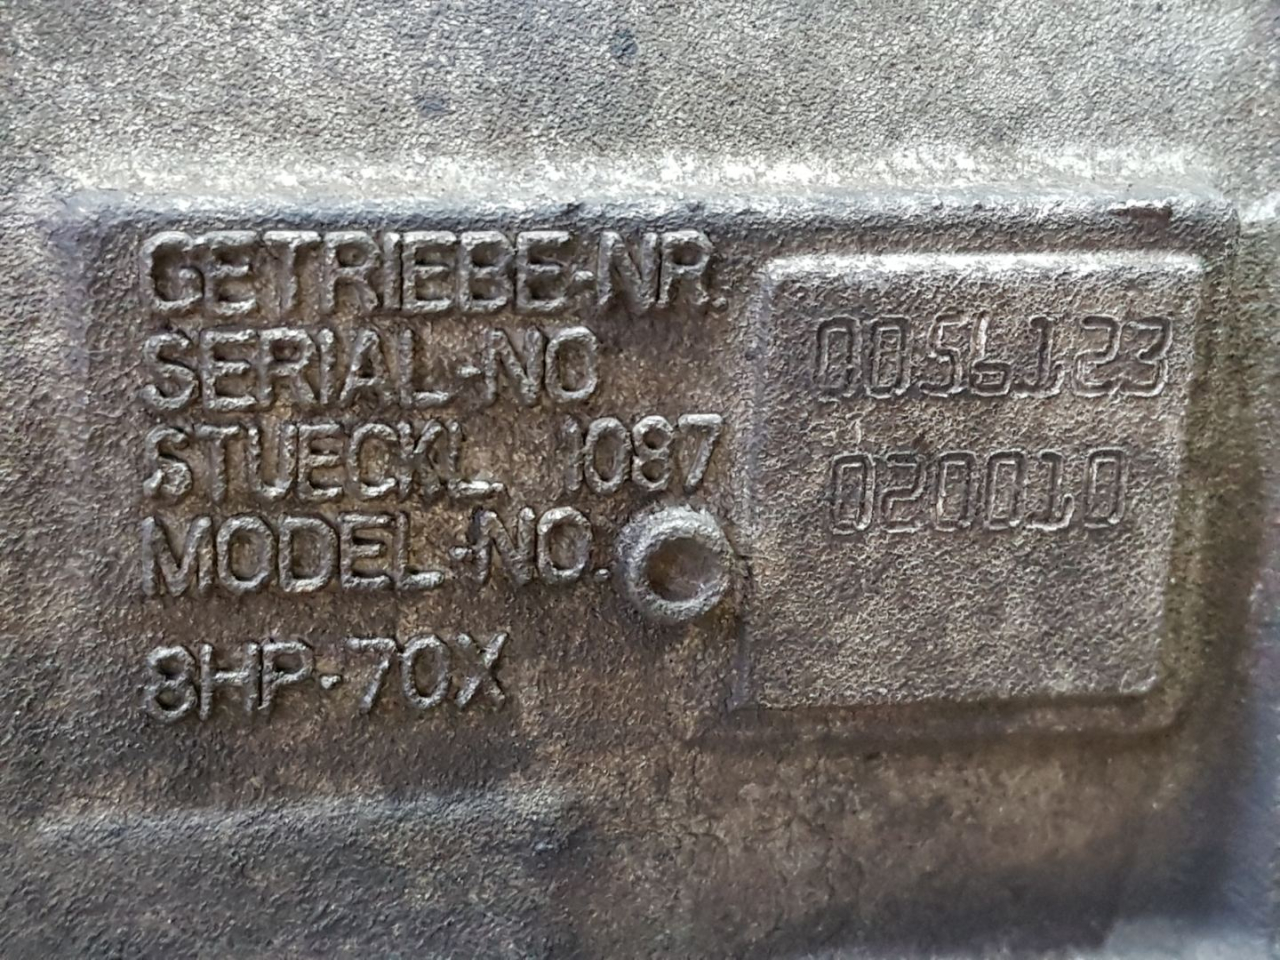 GETRIEBE-NR.
SERIAL-NO 0056123
STUECKL. 1087
MODEL-NO. 020010
8HP-70X